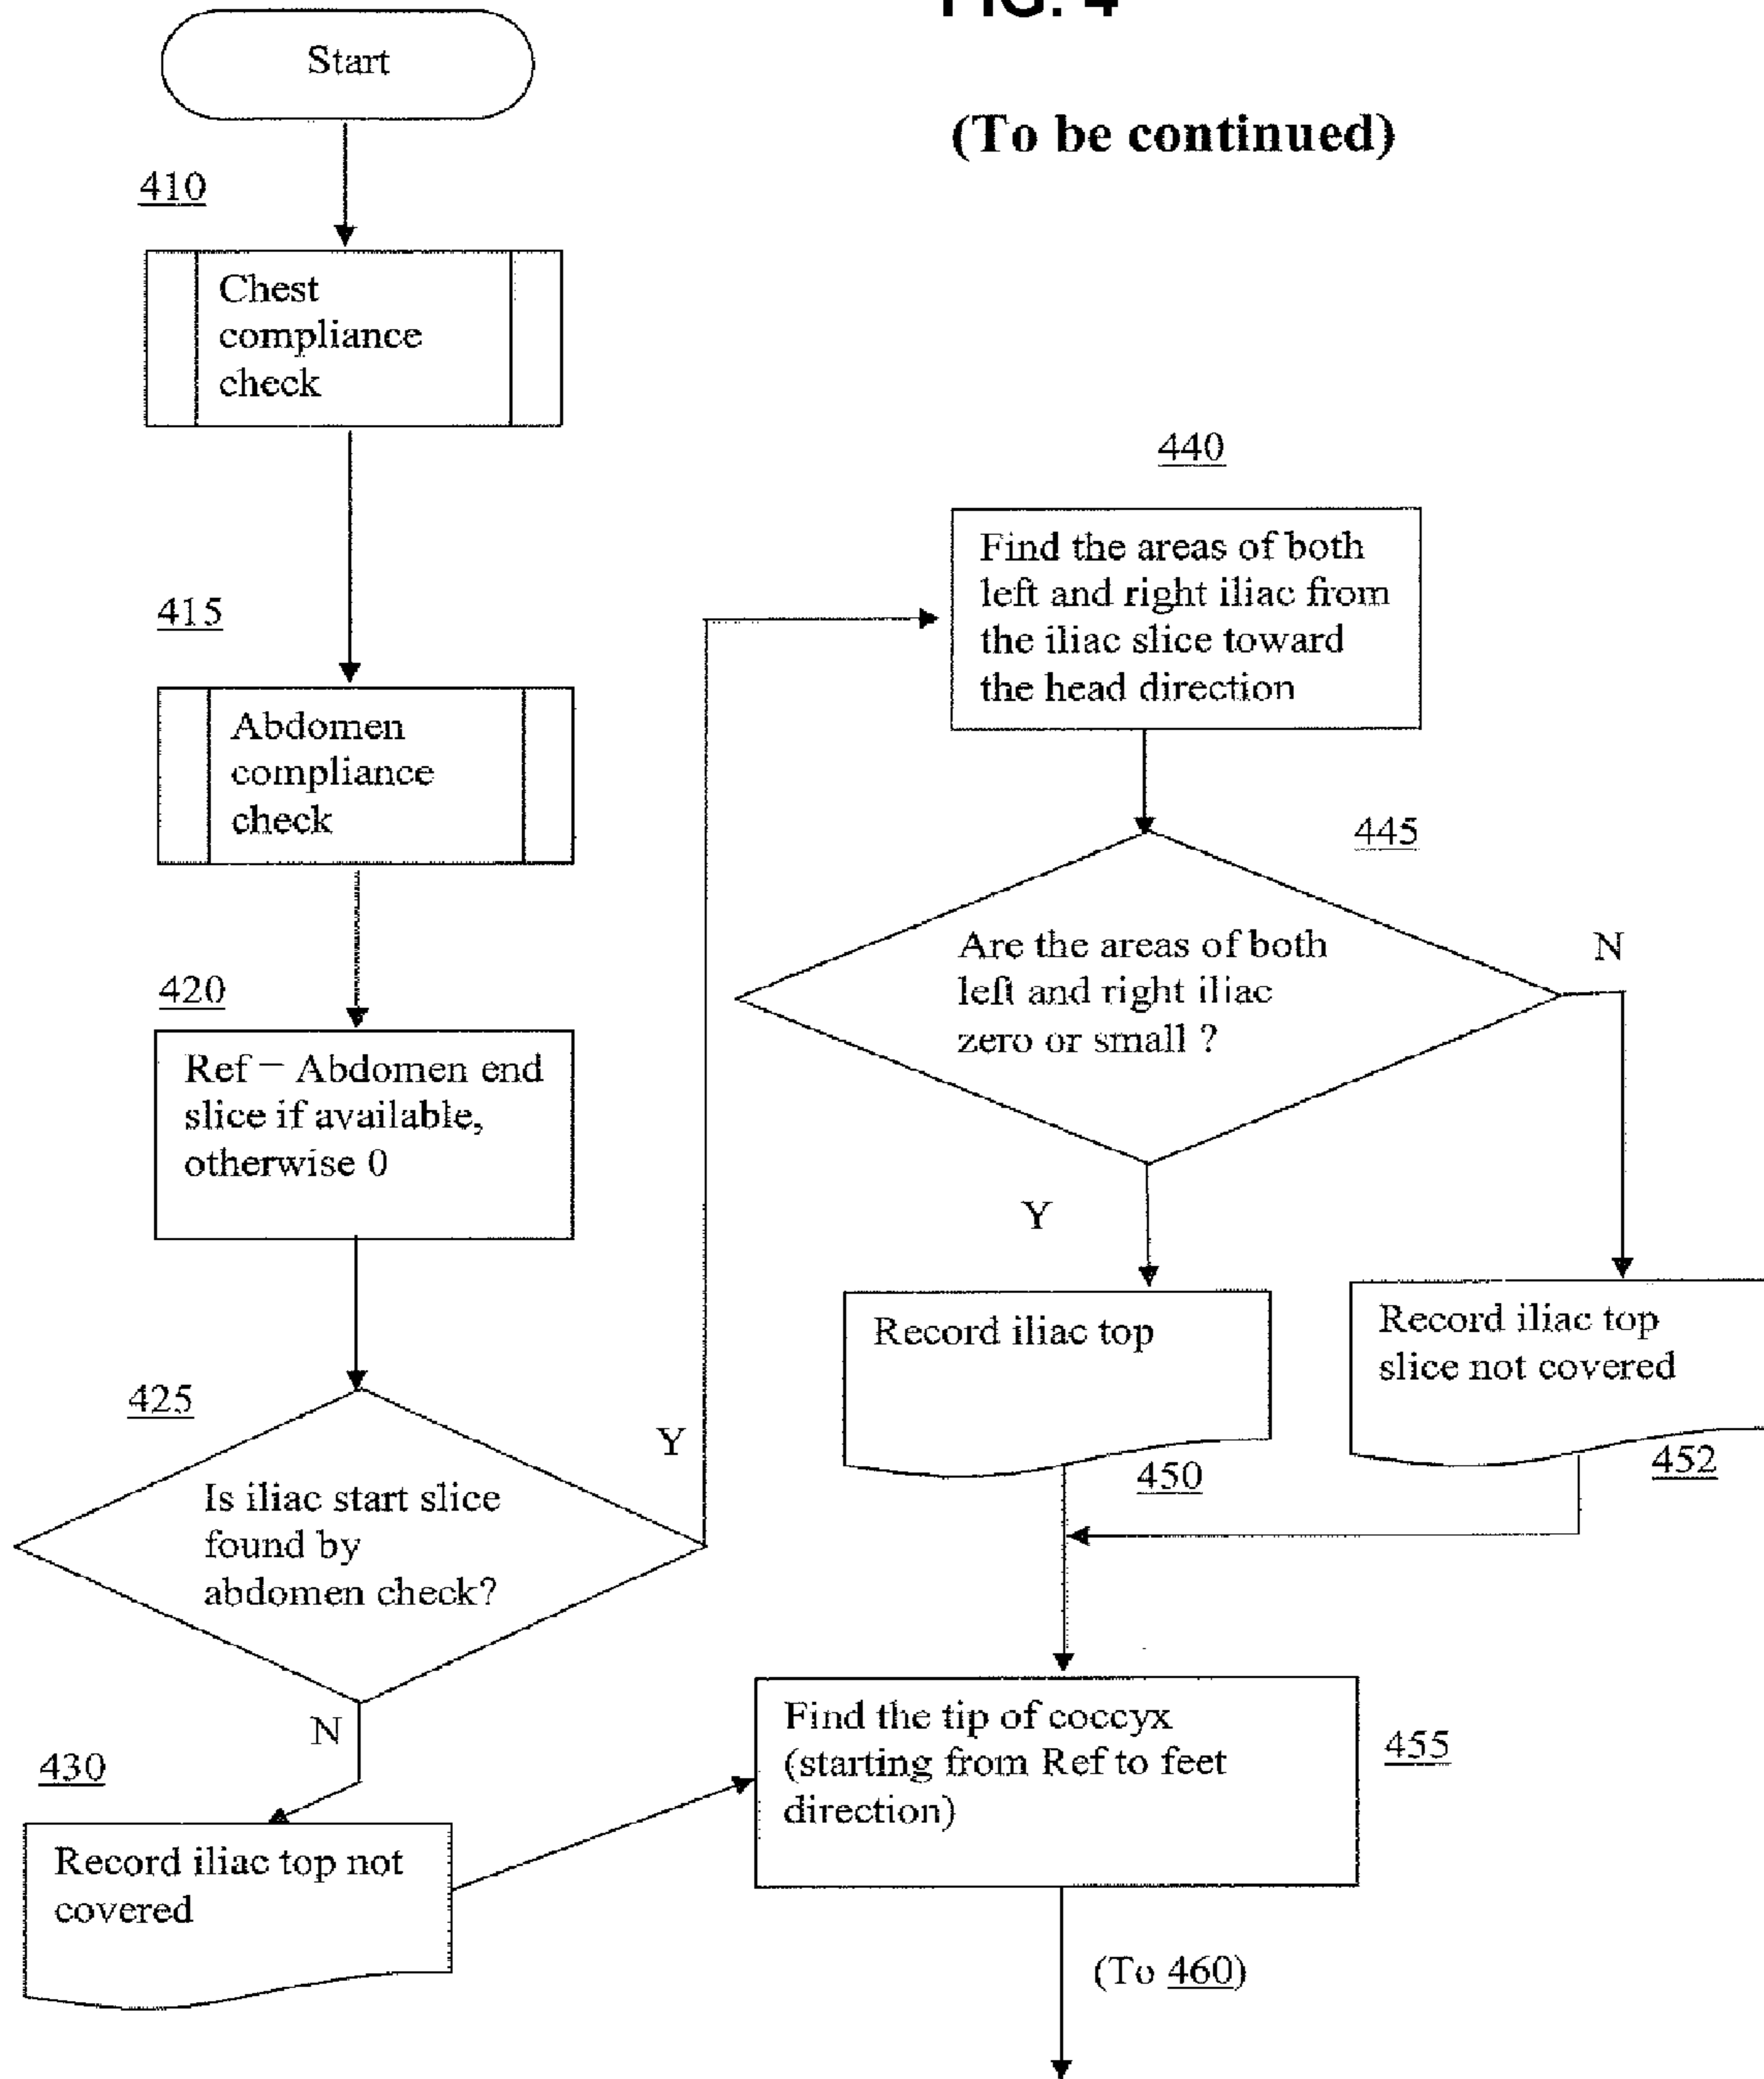 FIG. 4
(To be continued)
Start
410
Chest
compliance
check
415
Abdomen
compliance
check
420
Ref − Abdomen end
slice if available,
otherwise 0
425
Is iliac start slice
found by
abdomen check?
Y
N
430
Record iliac top not
covered
440
Find the areas of both
left and right iliac from
the iliac slice toward
the head direction
445
Are the areas of both
left and right iliac
zero or small ?
N
Y
Record iliac top
450
Record iliac top
slice not covered
452
Find the tip of coccyx
(starting from Ref to feet
direction)
455
(To 460)